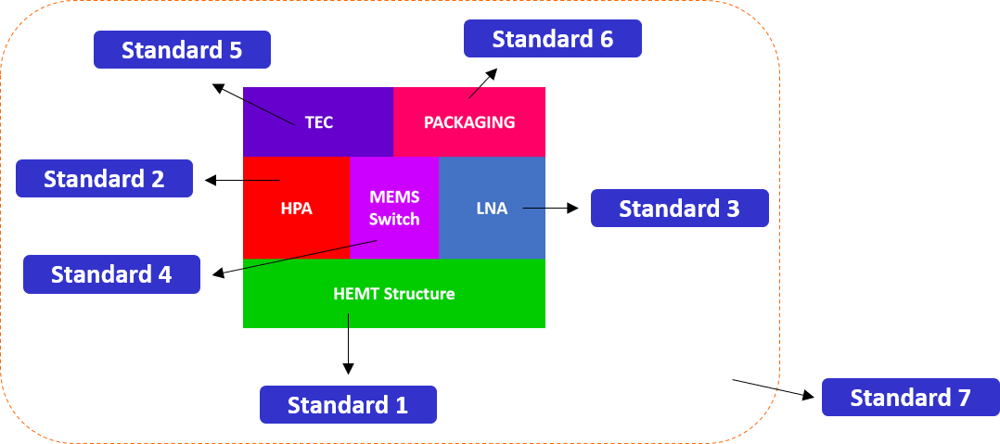 Standard 6
Standard 5
TEC
PACKAGING
Standard 2
HPA
MEMS
Switch
LNA
Standard 3
Standard 4
HEMT Structure
Standard 1
Standard 7